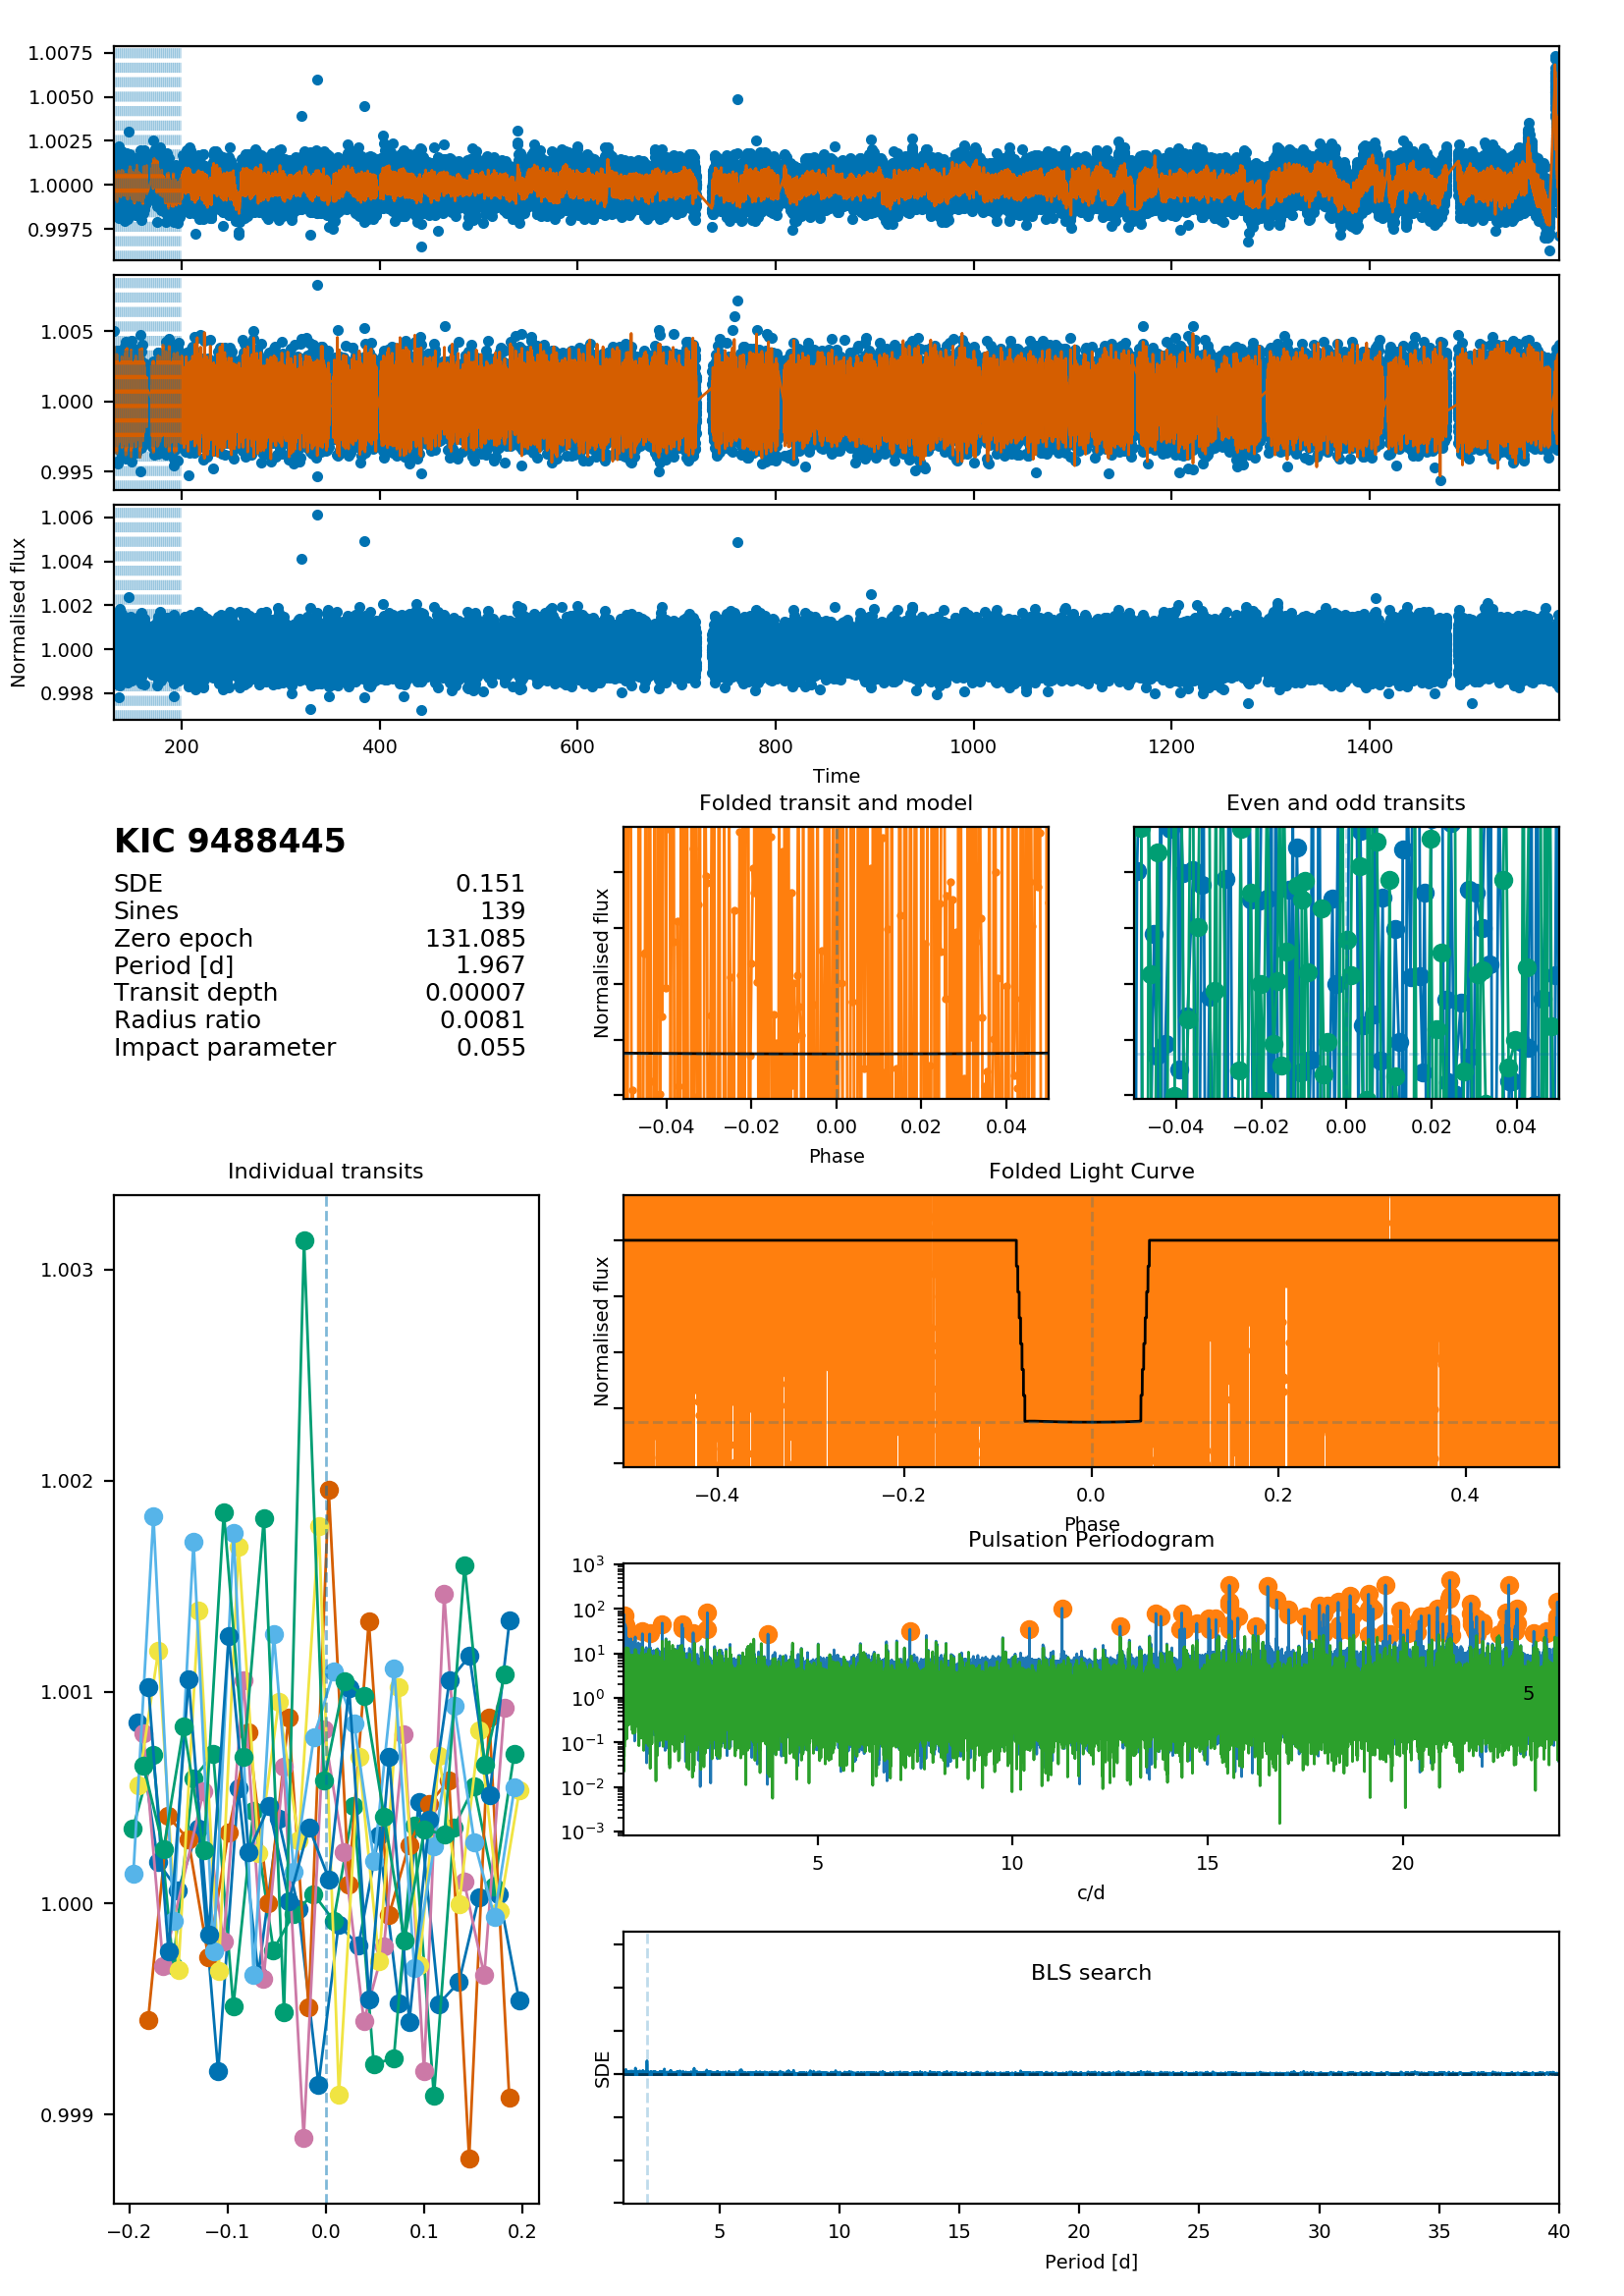 1.0075
1.0050
1.0025
1.0000
0.9975
1.005
1.000
0.995
1.006
1.004
1.002
1.000
0.998
Normalised flux
200 400 600 800 1000 1200 1400
Time
KIC 9488445
SDE 0.151
Sines 139
Zero epoch 131.085
Period [d] 1.967
Transit depth 0.00007
Radius ratio 0.0081
Impact parameter 0.055
Folded transit and model
Normalised flux
−0.04 −0.02 0.00 0.02 0.04
Phase
Even and odd transits
−0.04 −0.02 0.00 0.02 0.04
Individual transits
1.003
1.002
1.001
1.000
0.999
−0.2 −0.1 0.0 0.1 0.2
Folded Light Curve
Normalised flux
−0.4 −0.2 0.0 0.2 0.4
Phase
Pulsation Periodogram
10³
10²
10¹
10⁰
10⁻¹
10⁻²
10⁻³
5
5 10 15 20
c/d
BLS search
SDE
5 10 15 20 25 30 35 40
Period [d]